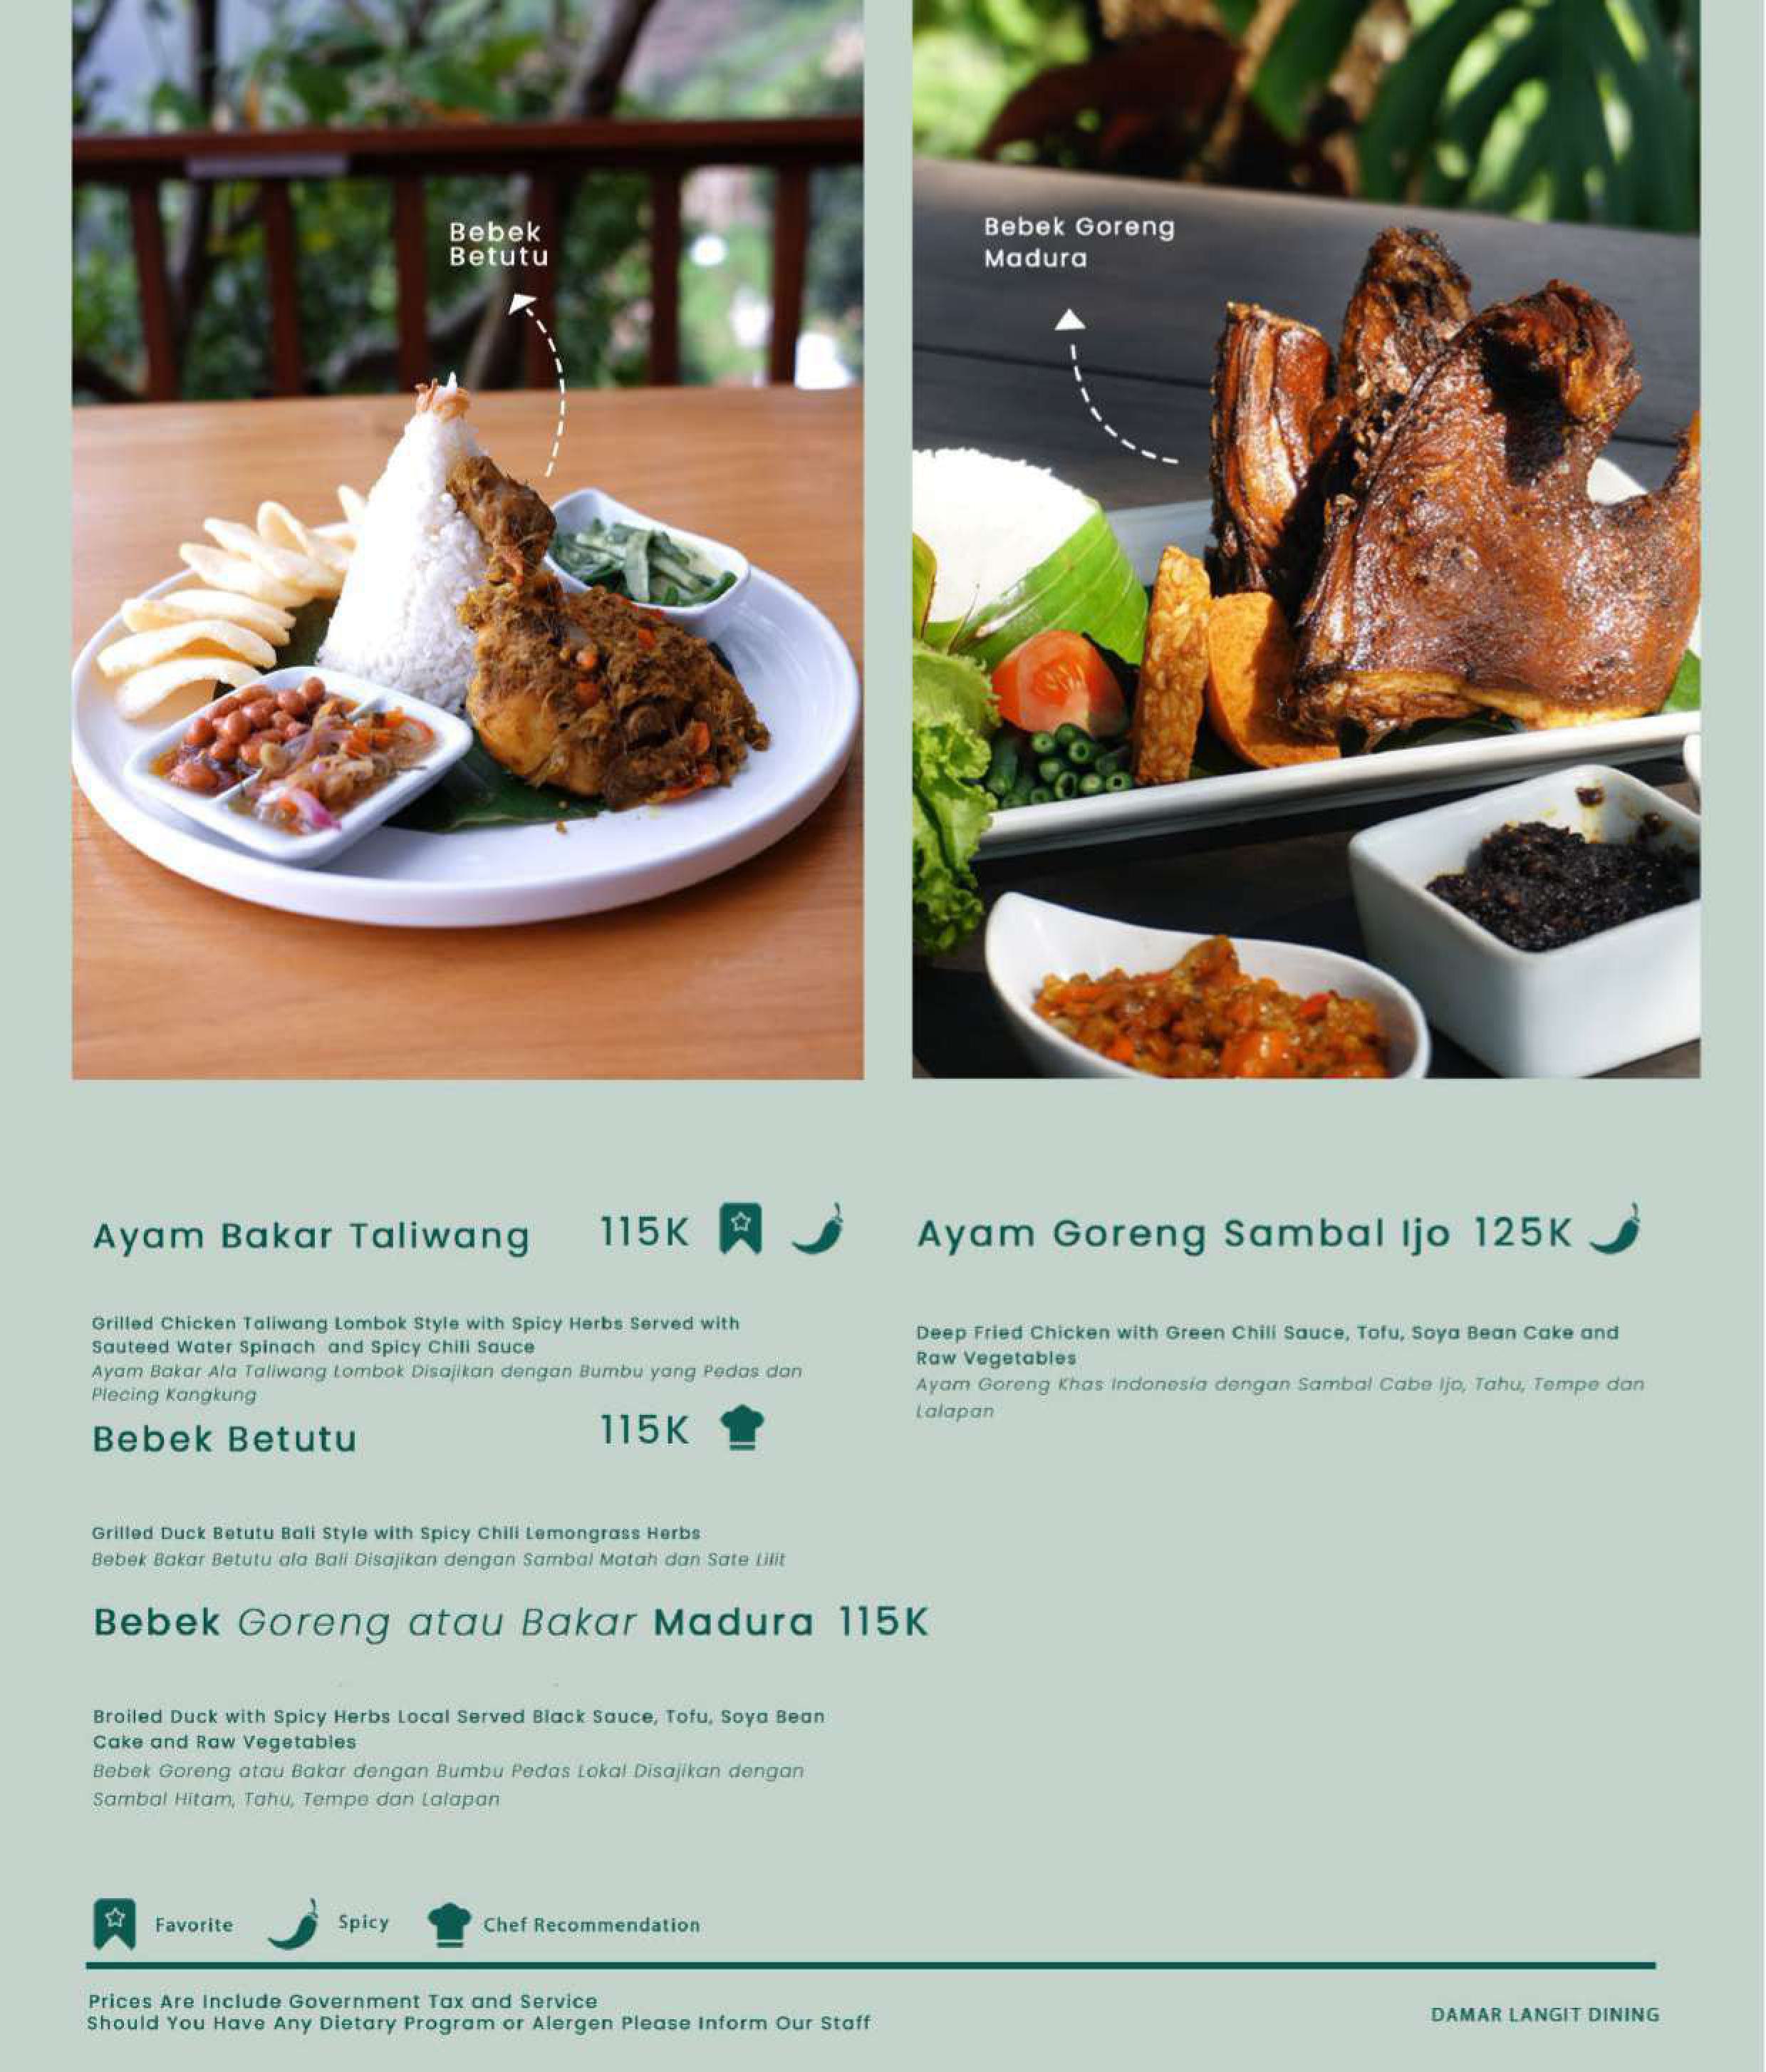 Bebek
Betutu
Bebek Goreng
Madura
Ayam Bakar Taliwang 115K
Grilled Chicken Taliwang Lombok Style with Spicy Herbs Served with
Sauteed Water Spinach and Spicy Chili Sauce
Ayam Bakar Ala Taliwang Lombok Disajikan dengan Bumbu yang Pedas dan
Plecing Kangkung
Bebek Betutu 115K
Grilled Duck Betutu Bali Style with Spicy Chili Lemongrass Herbs
Bebek Bakar Betutu ala Bali Disajikan dengan Sambal Matah dan Sate Lilit
Bebek Goreng atau Bakar Madura 115K
Broiled Duck with Spicy Herbs Local Served Black Sauce, Tofu, Soya Bean
Cake and Raw Vegetables
Bebek Goreng atau Bakar dengan Bumbu Pedas Lokal Disajikan dengan
Sambal Hitam, Tahu, Tempe dan Lalapan
Ayam Goreng Sambal Ijo 125K
Deep Fried Chicken with Green Chili Sauce, Tofu, Soya Bean Cake and
Raw Vegetables
Ayam Goreng Khas Indonesia dengan Sambal Cabe Ijo, Tahu, Tempe dan
Lalapan
Favorite
Spicy
Chef Recommendation
Prices Are Include Government Tax and Service
Should You Have Any Dietary Program or Alergen Please Inform Our Staff
DAMAR LANGIT DINING